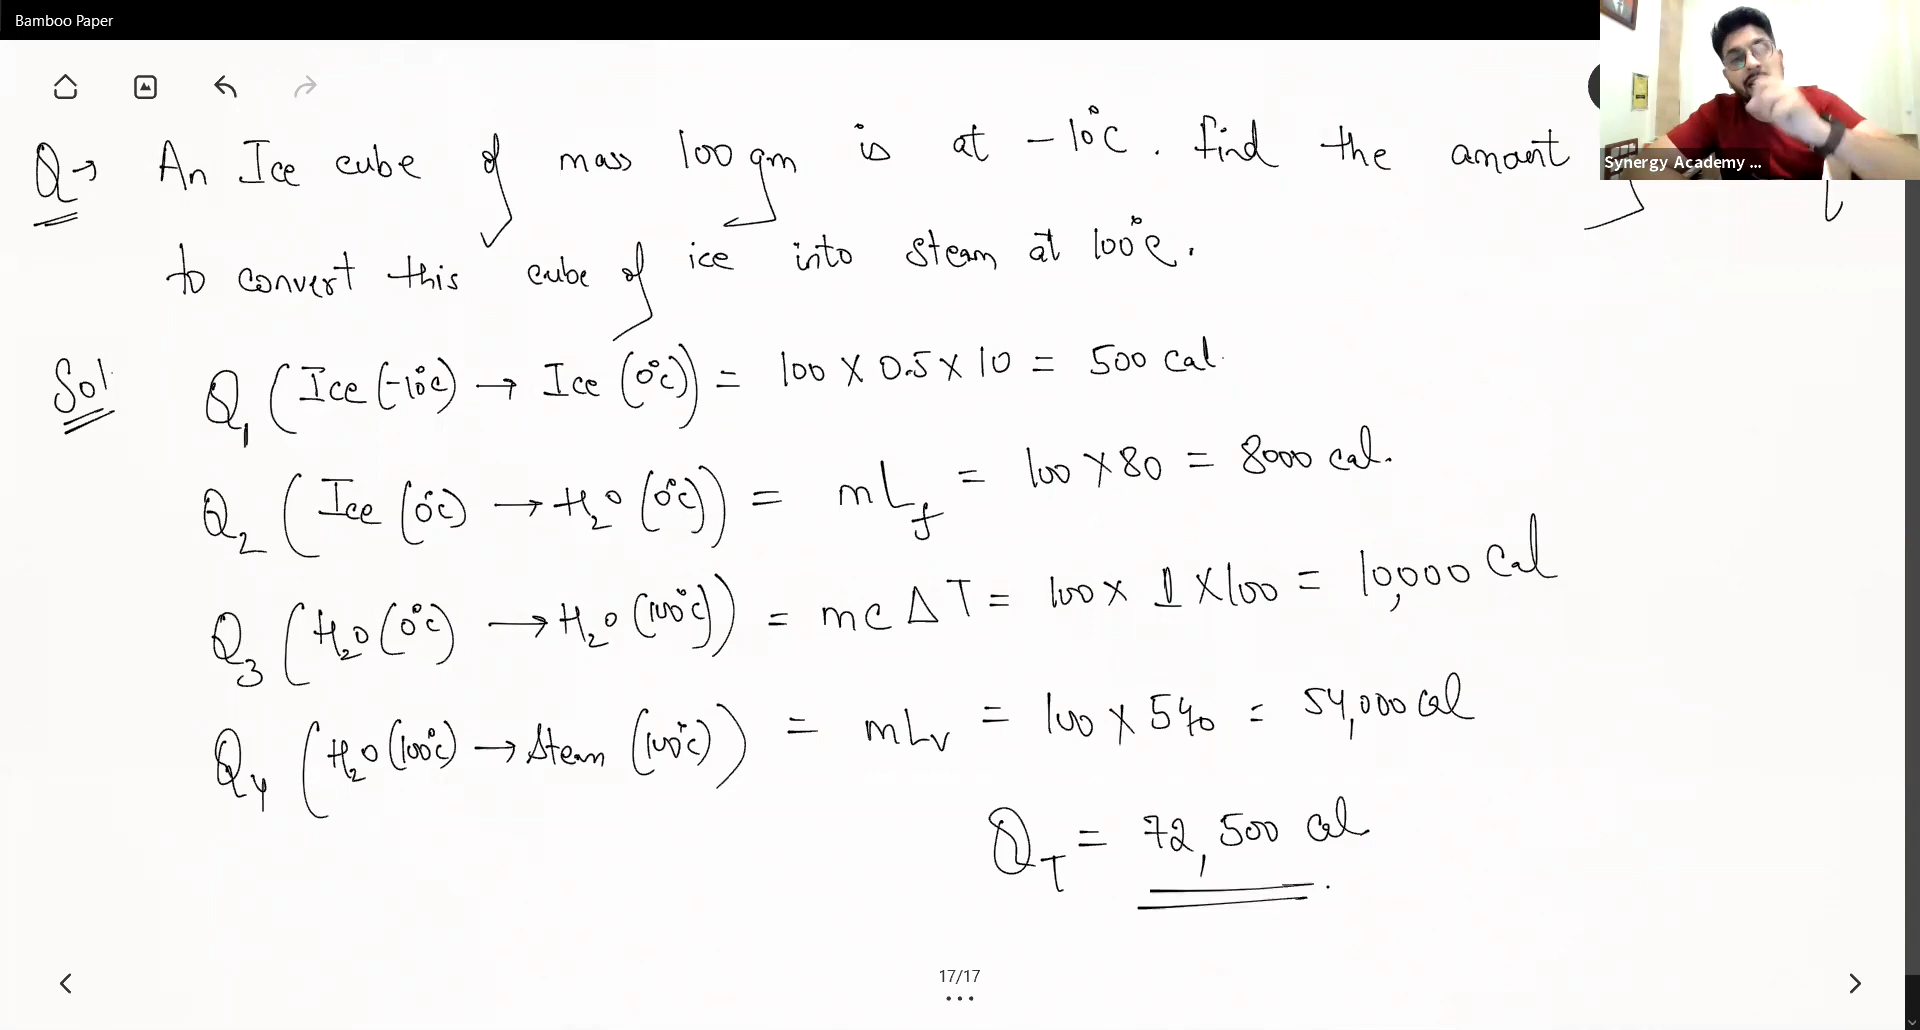 Bamboo Paper
Synergy Academy ...
Q→ An Ice cube of mass 100 gm is at -10°C. find the amount
to convert this cube of ice into steam at 100°C.
Sol.
Q₁ (Ice (-10°C) → Ice (0°C)) = 100 X 0.5 X 10 = 500 Cal.
Q₂ (Ice (0°C) → H₂O (0°C)) = mL_f = 100 X 80 = 8000 cal.
Q₃ (H₂O (0°C) → H₂O (100°C)) = mc Δ T = 100 X 1 X 100 = 10,000 Cal
Q₄ (H₂O (100°C) → Steam (100°C)) = mLv = 100 X 540 = 54,000 cal
Q_T = 72,500 cal.
17/17